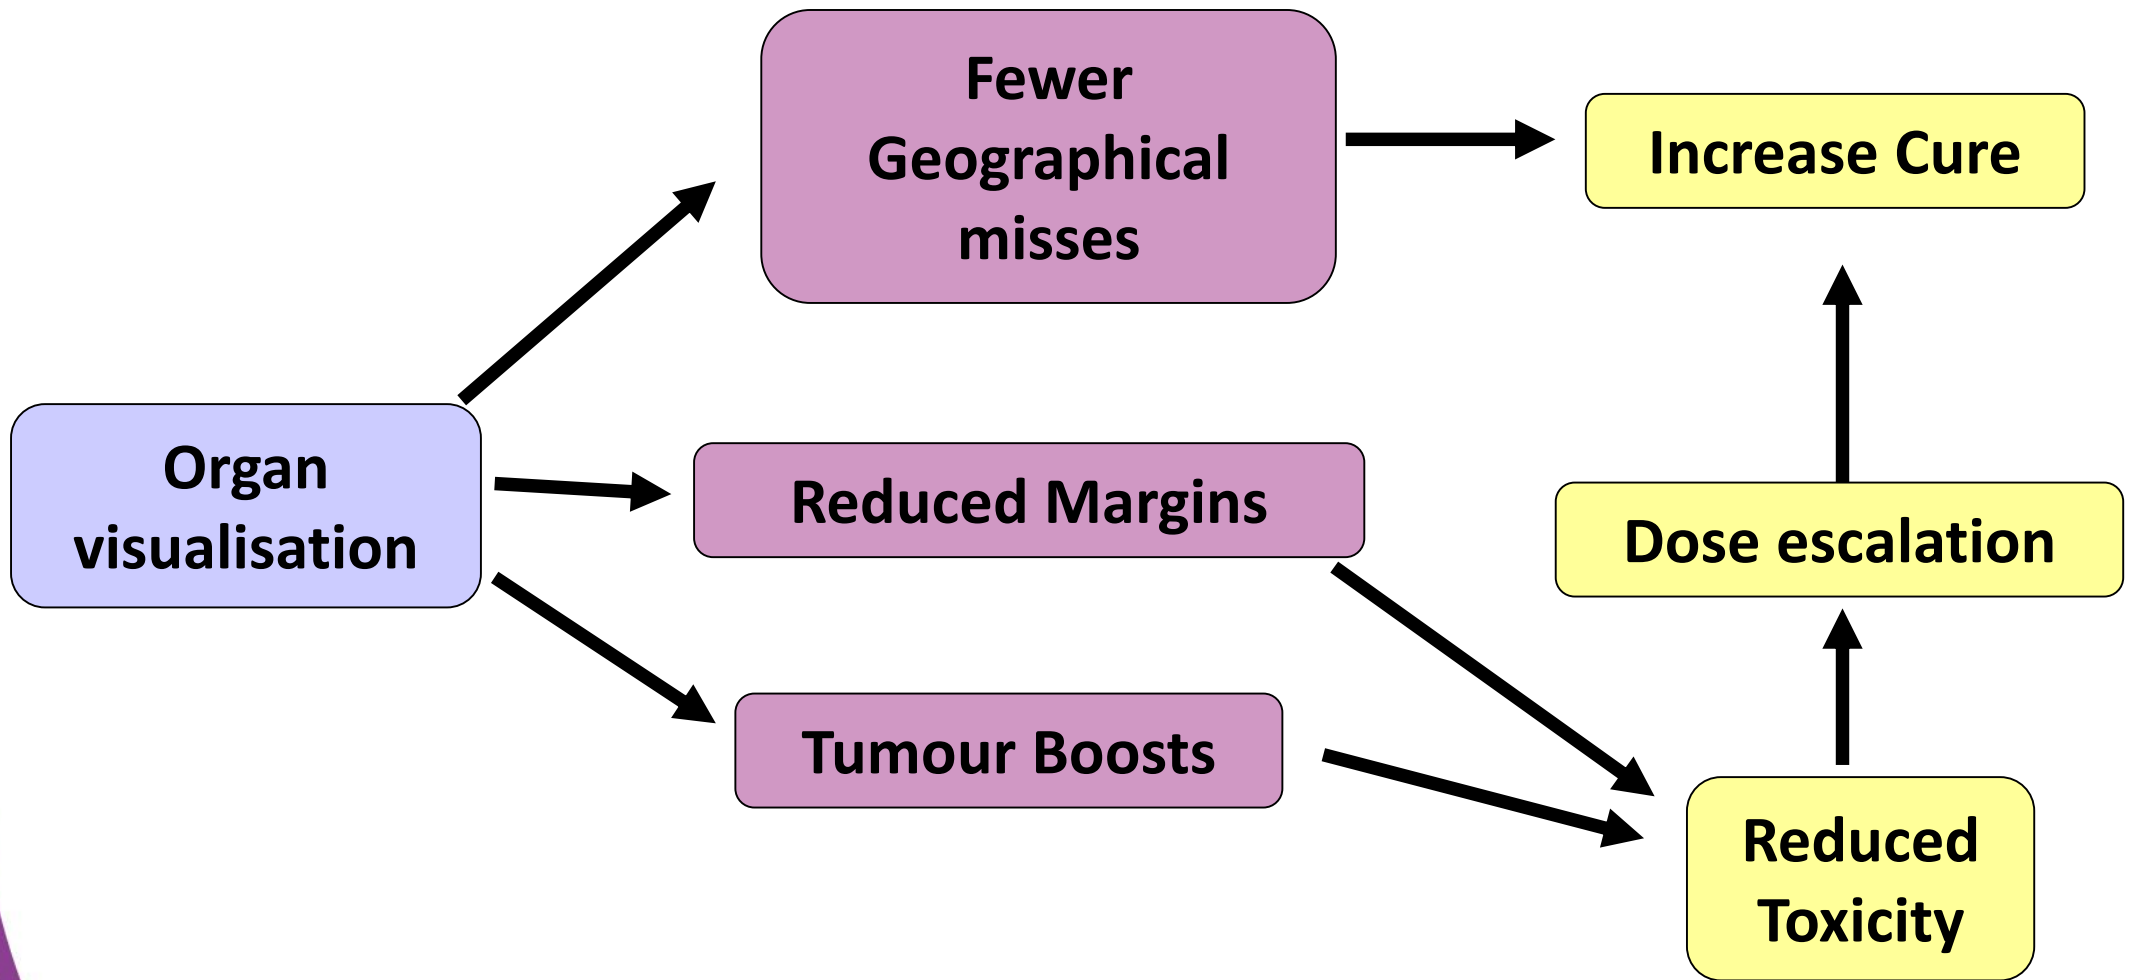 Fewer
Geographical
misses
Increase Cure
Organ
visualisation
Reduced Margins
Dose escalation
Tumour Boosts
Reduced
Toxicity